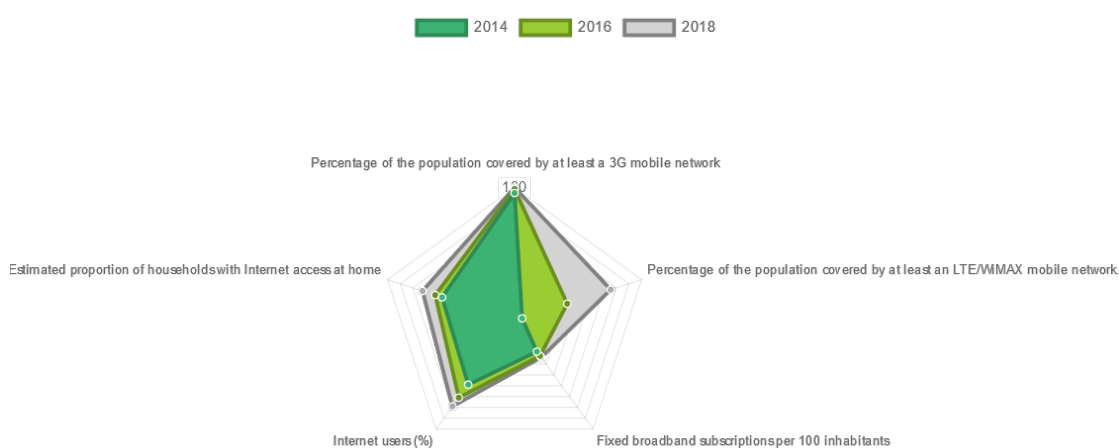 2014 2016 2018
Percentage of the population covered by at least a 3G mobile network
100
Estimated proportion of households with Internet access at home
Percentage of the population covered by at least an LTE/WiMAX mobile network
Internet users (%)
Fixed broadband subscriptions per 100 inhabitants